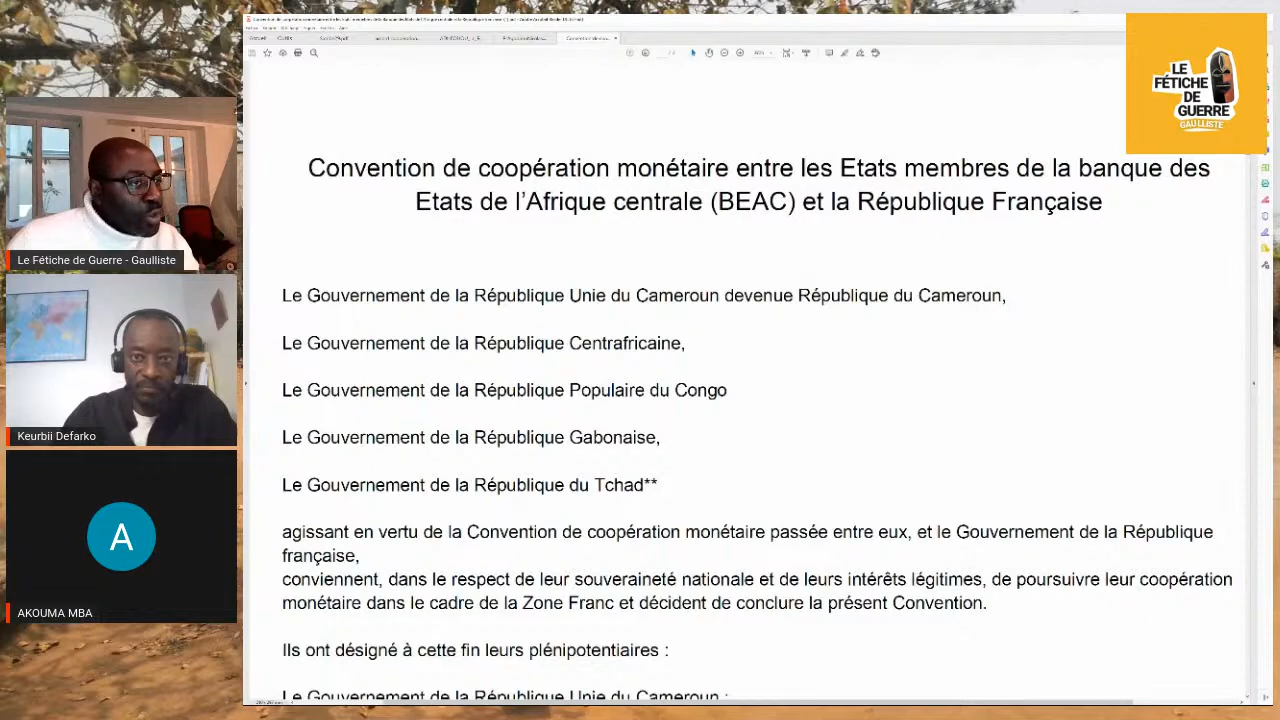 LE
FÉTICHE
DE
GUERRE
GAULLISTE
Convention de coopération monétaire entre les Etats membres de la banque des
Etats de l’Afrique centrale (BEAC) et la République Française
Le Gouvernement de la République Unie du Cameroun devenue République du Cameroun,
Le Gouvernement de la République Centrafricaine,
Le Gouvernement de la République Populaire du Congo
Le Gouvernement de la République Gabonaise,
Le Gouvernement de la République du Tchad**
agissant en vertu de la Convention de coopération monétaire passée entre eux, et le Gouvernement de la République
française,
conviennent, dans le respect de leur souveraineté nationale et de leurs intérêts légitimes, de poursuivre leur coopération
monétaire dans le cadre de la Zone Franc et décident de conclure la présent Convention.
Ils ont désigné à cette fin leurs plénipotentiaires :
Le Gouvernement de la République Unie du Cameroun :
Le Fétiche de Guerre - Gaulliste
Keurbii Defarko
A
AKOUMA MBA